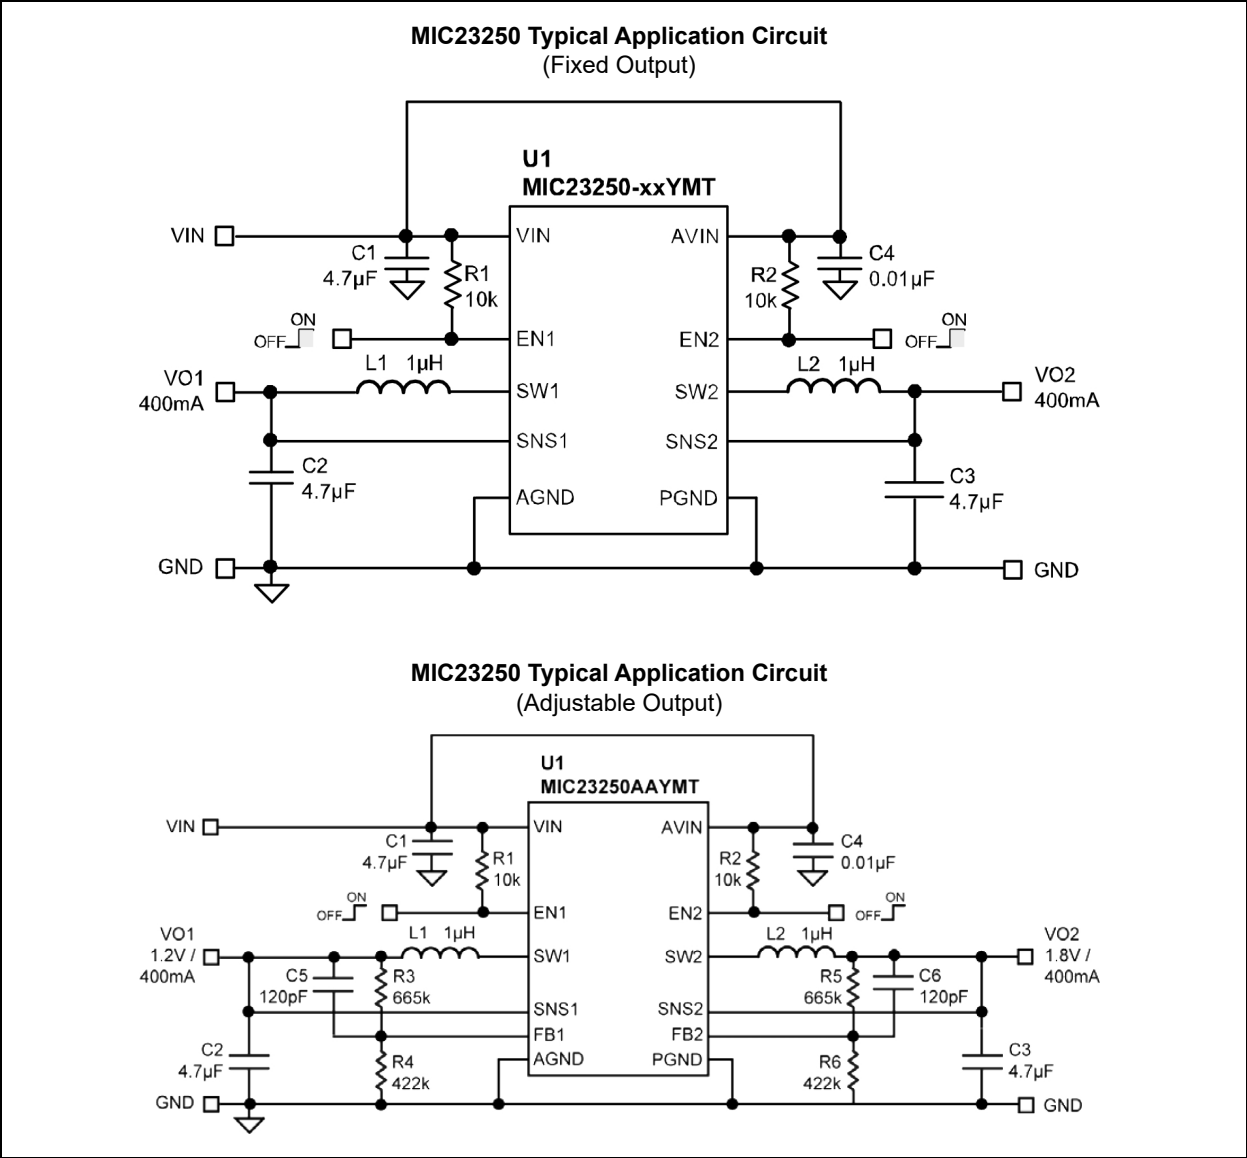 MIC23250 Typical Application Circuit
(Fixed Output)
U1
MIC23250-xxYMT
VIN
C1
4.7µF
R1
10k
VIN
AVIN
R2
10k
C4
0.01µF
ON
OFF
EN1
EN2
ON
OFF
VO1
400mA
L1 1µH
SW1
SW2
L2 1µH
VO2
400mA
SNS1
SNS2
C2
4.7µF
C3
4.7µF
AGND
PGND
GND
GND
MIC23250 Typical Application Circuit
(Adjustable Output)
U1
MIC23250AAYMT
VIN
C1
4.7µF
R1
10k
VIN
AVIN
R2
10k
C4
0.01µF
ON
OFF
EN1
EN2
ON
OFF
VO1
1.2V /
400mA
L1 1µH
SW1
SW2
L2 1µH
VO2
1.8V /
400mA
C5
120pF
R3
665k
R5
665k
C6
120pF
SNS1
SNS2
FB1
FB2
C2
4.7µF
R4
422k
AGND
PGND
R6
422k
C3
4.7µF
GND
GND